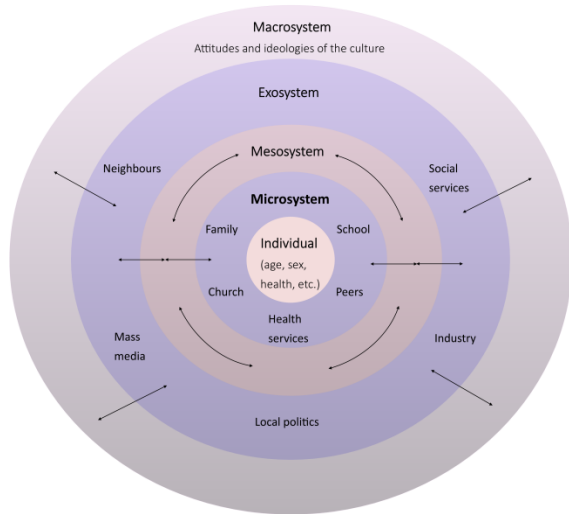 Macrosystem
Attitudes and ideologies of the culture
Exosystem
Mesosystem
Neighbours
Social
services
Microsystem
Family
School
Individual
(age, sex,
health, etc.)
Church
Peers
Health
services
Mass
media
Industry
Local politics